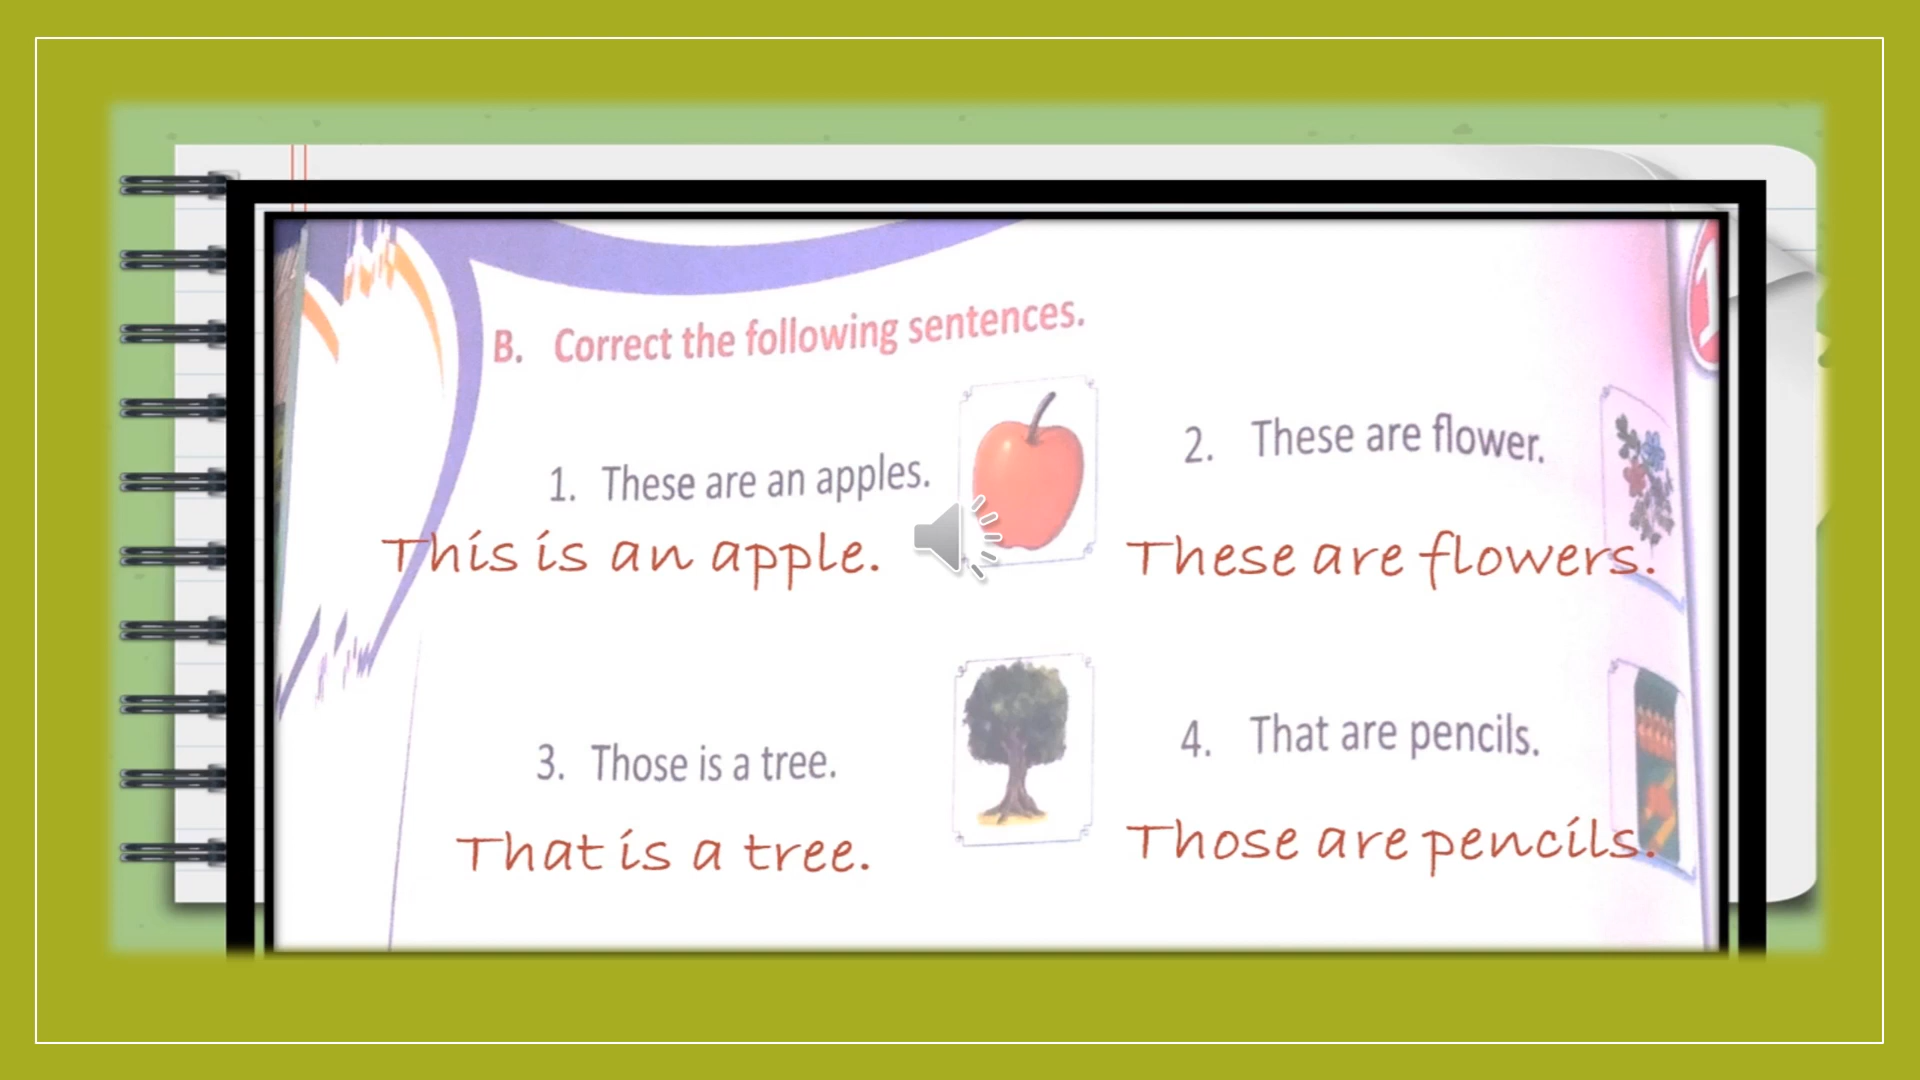 B. Correct the following sentences.
1. These are an apples.
This is an apple.
2. These are flower.
These are flowers.
3. Those is a tree.
That is a tree.
4. That are pencils.
Those are pencils.
1